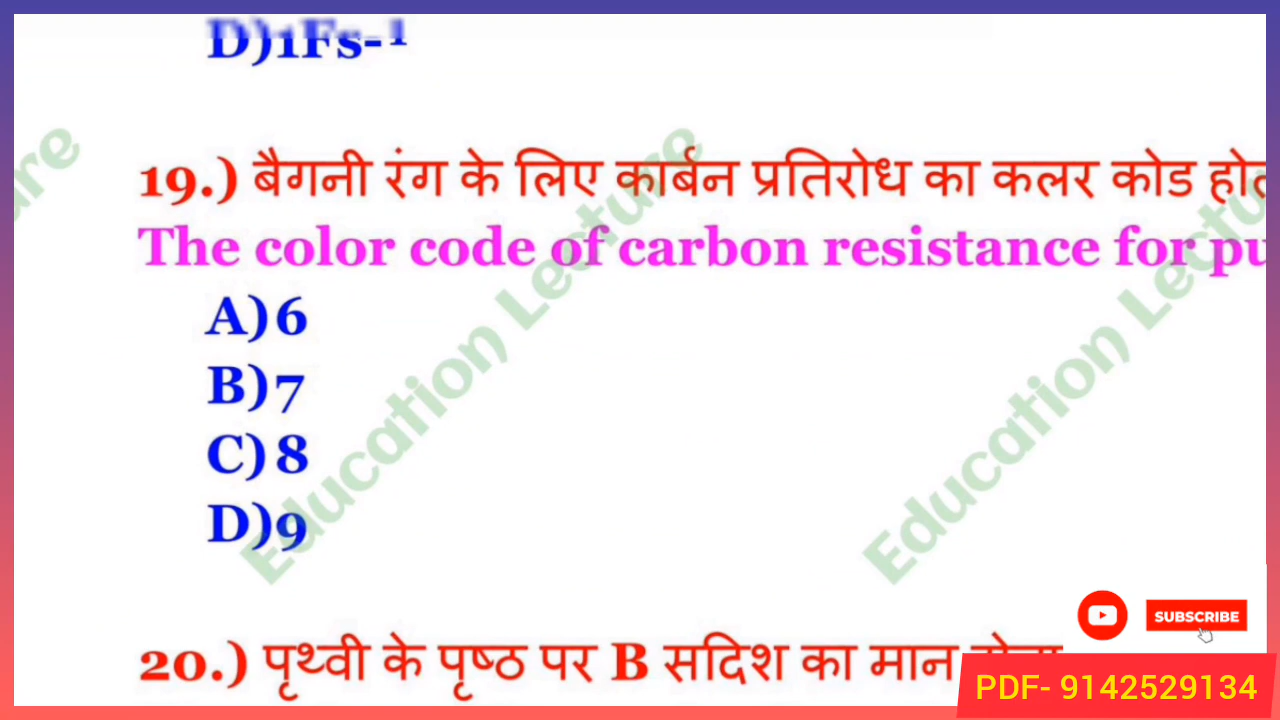 D)1Fs-1
19.) बैगनी रंग के लिए कार्बन प्रतिरोध का कलर कोड
The color code of carbon resistance for
A) 6
B) 7
C) 8
D) 9
20.) पृथ्वी के पृष्ठ पर B सदिश का मान
Education Lecture
Education Lecture
SUBSCRIBE
PDF- 9142529134